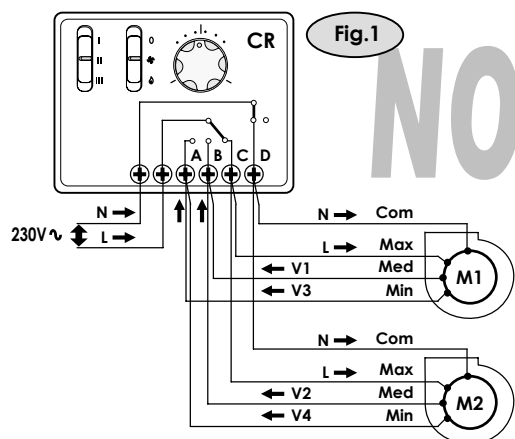 CR
Fig.1
NO
I
II
III
0
A B C D
N
230V
L
N Com
L Max
V1 Med
V3 Min
M1
N Com
L Max
V2 Med
V4 Min
M2